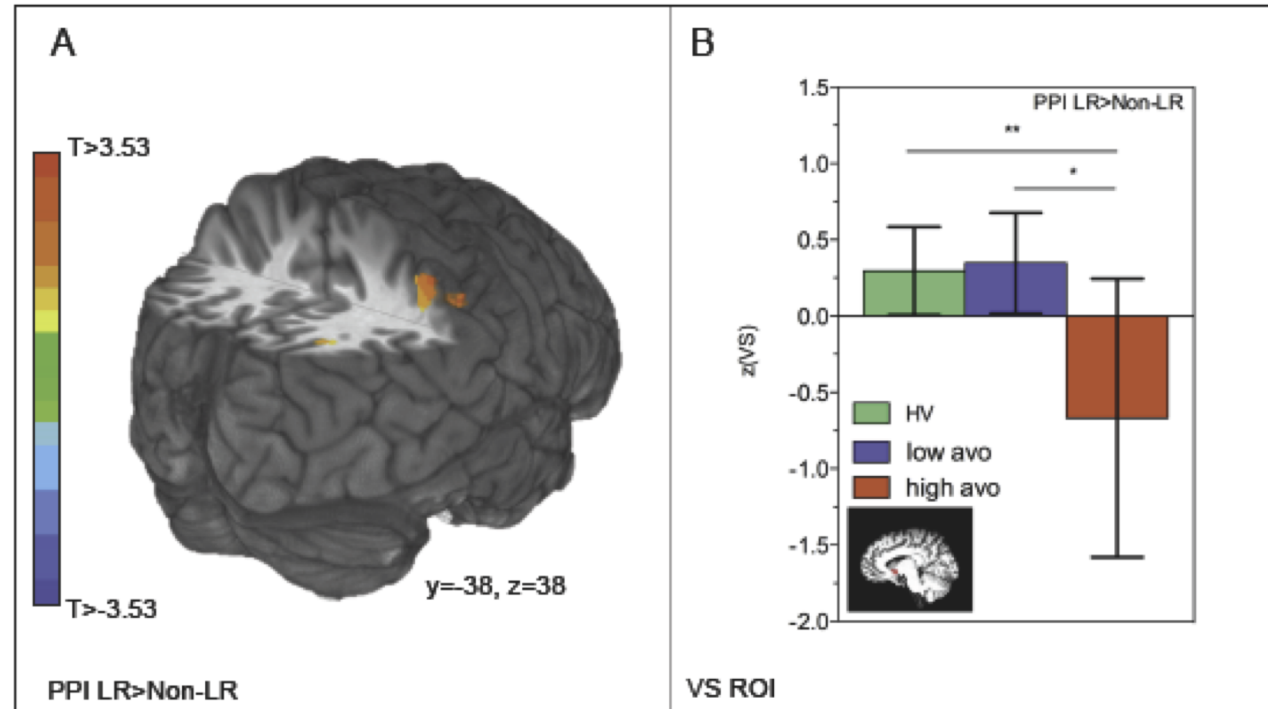 A
T>3.53
T>-3.53
y=-38, z=38
PPI LR>Non-LR
B
PPI LR>Non-LR
**
*
1.5
1.0
0.5
0.0
-0.5
-1.0
-1.5
-2.0
z(VS)
HV
low avo
high avo
VS ROI